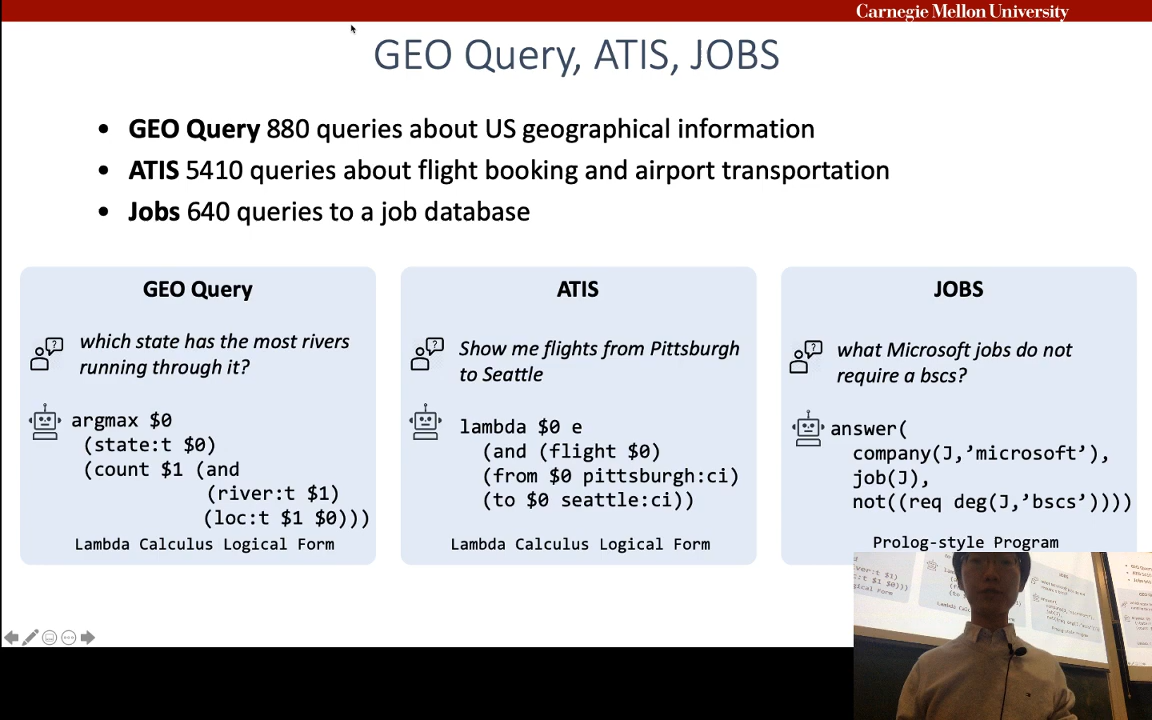 Carnegie Mellon University
GEO Query, ATIS, JOBS
• GEO Query 880 queries about US geographical information
• ATIS 5410 queries about flight booking and airport transportation
• Jobs 640 queries to a job database
GEO Query
which state has the most rivers
running through it?
argmax $0
(state:t $0)
(count $1 (and
(river:t $1)
(loc:t $1 $0)))
Lambda Calculus Logical Form
ATIS
Show me flights from Pittsburgh
to Seattle
lambda $0 e
(and (flight $0)
(from $0 pittsburgh:ci)
(to $0 seattle:ci))
Lambda Calculus Logical Form
JOBS
what Microsoft jobs do not
require a bscs?
answer(
company(J,’microsoft’),
job(J),
not((req deg(J,’bscs’))))
Prolog-style Program